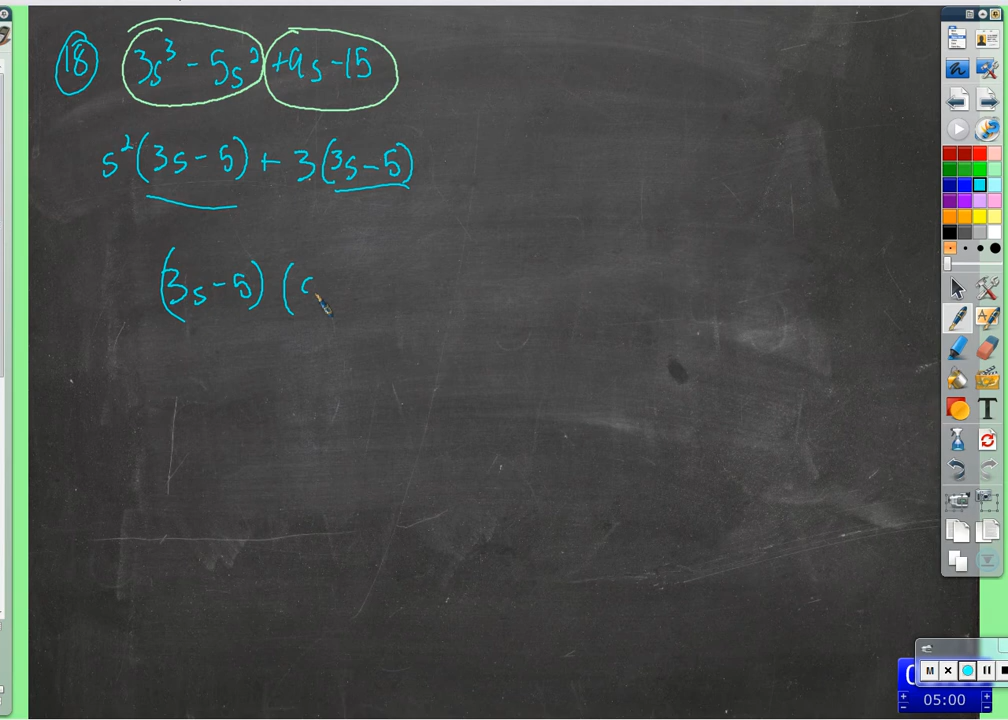 18 3s³ - 5s² + 9s - 15
s²(3s - 5) + 3(3s - 5)
(3s - 5) (
T
M
05:00